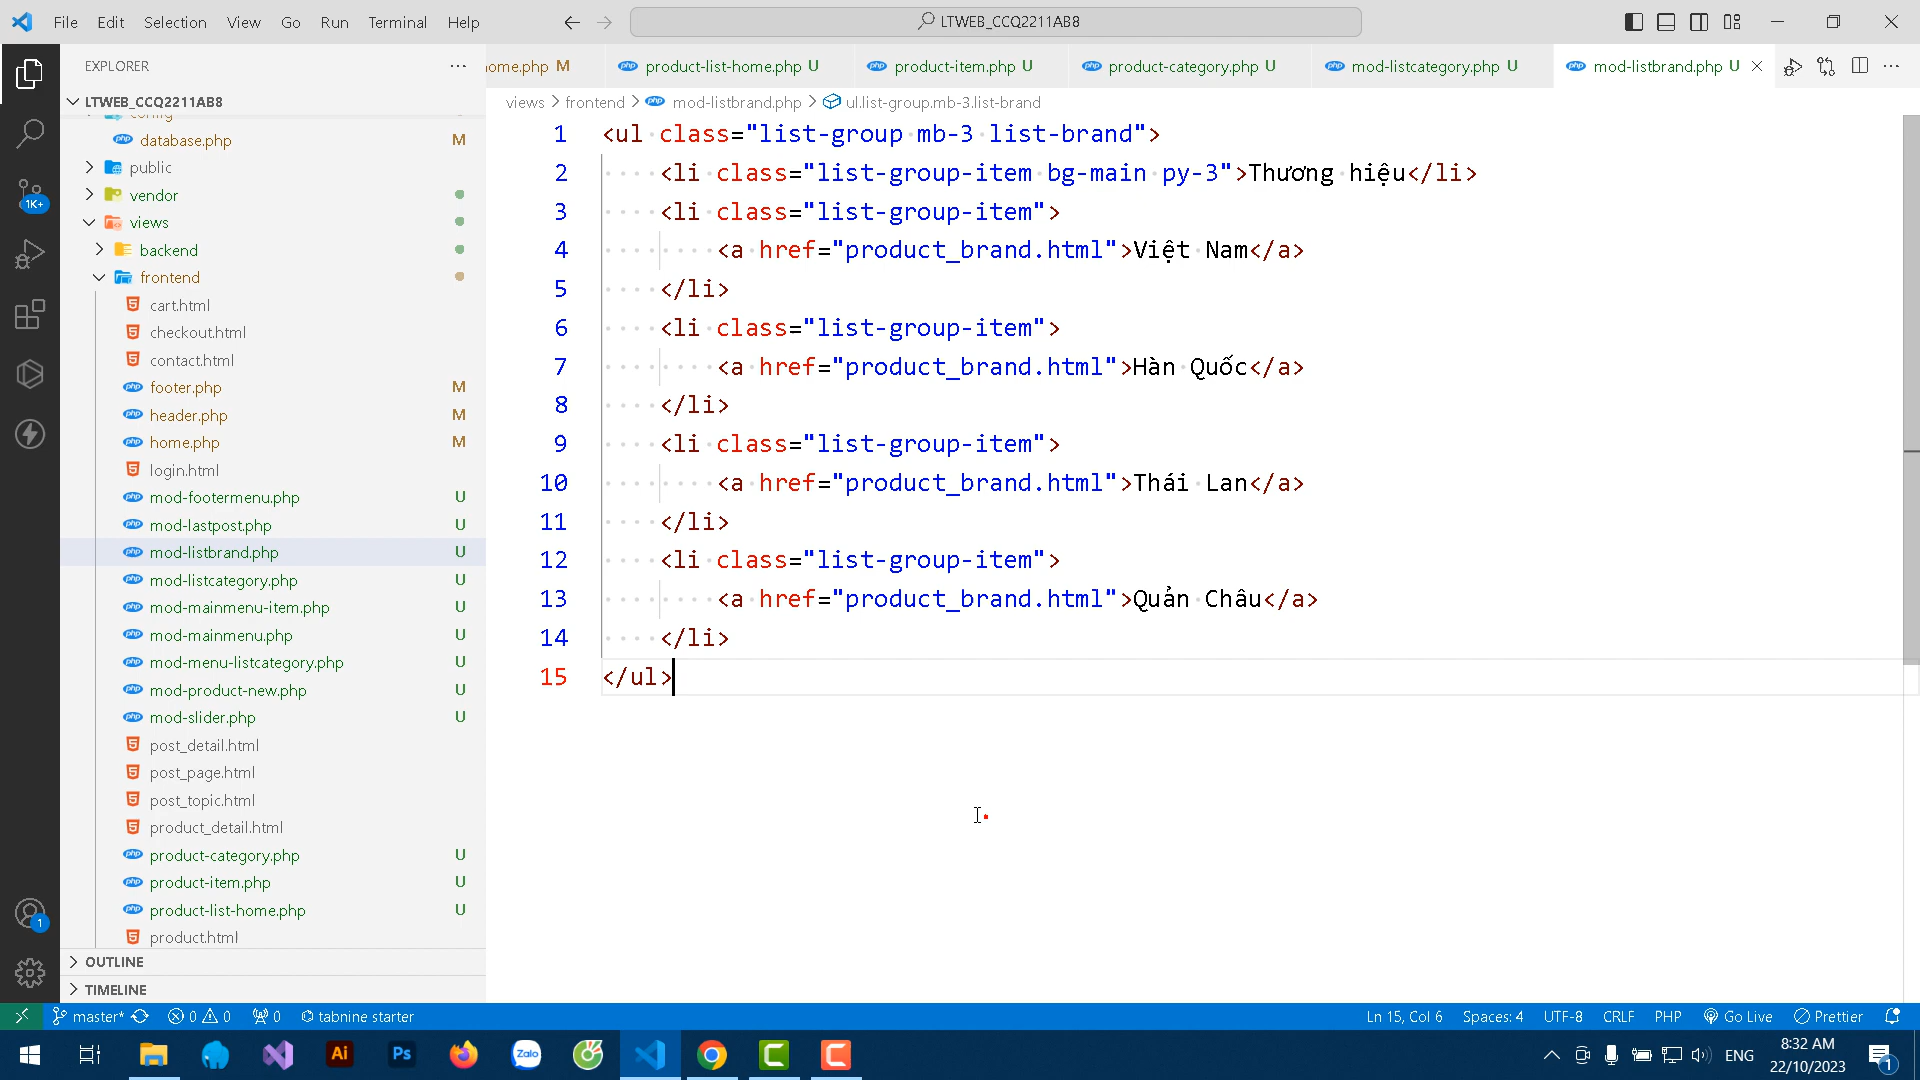 File Edit Selection View Go Run Terminal Help
LTWEB_CCQ2211AB8
EXPLORER
ome.php M
product-list-home.php U
product-item.php U
product-category.php U
mod-listcategory.php U
mod-listbrand.php U
LTWEB_CCQ2211AB8
views > frontend > mod-listbrand.php > ul.list-group.mb-3.list-brand
config
database.php M
public
vendor
views
backend
frontend
cart.html
checkout.html
contact.html
footer.php M
header.php M
home.php M
login.html
mod-footermenu.php U
mod-lastpost.php U
mod-listbrand.php U
mod-listcategory.php U
mod-mainmenu-item.php U
mod-mainmenu.php U
mod-menu-listcategory.php U
mod-product-new.php U
mod-slider.php U
post_detail.html
post_page.html
post_topic.html
product_detail.html
product-category.php U
product-item.php U
product-list-home.php U
product.html
OUTLINE
TIMELINE
1K+
1
1 <ul class="list-group mb-3 list-brand">
2 <li class="list-group-item bg-main py-3">Thương hiệu</li>
3 <li class="list-group-item">
4 <a href="product_brand.html">Việt Nam</a>
5 </li>
6 <li class="list-group-item">
7 <a href="product_brand.html">Hàn Quốc</a>
8 </li>
9 <li class="list-group-item">
10 <a href="product_brand.html">Thái Lan</a>
11 </li>
12 <li class="list-group-item">
13 <a href="product_brand.html">Quản Châu</a>
14 </li>
15 </ul>
master* 0 0 0 tabnine starter
Ln 15, Col 6 Spaces: 4 UTF-8 CRLF PHP Go Live Prettier
Ai Ps Zalo
ENG
8:32 AM
22/10/2023
1